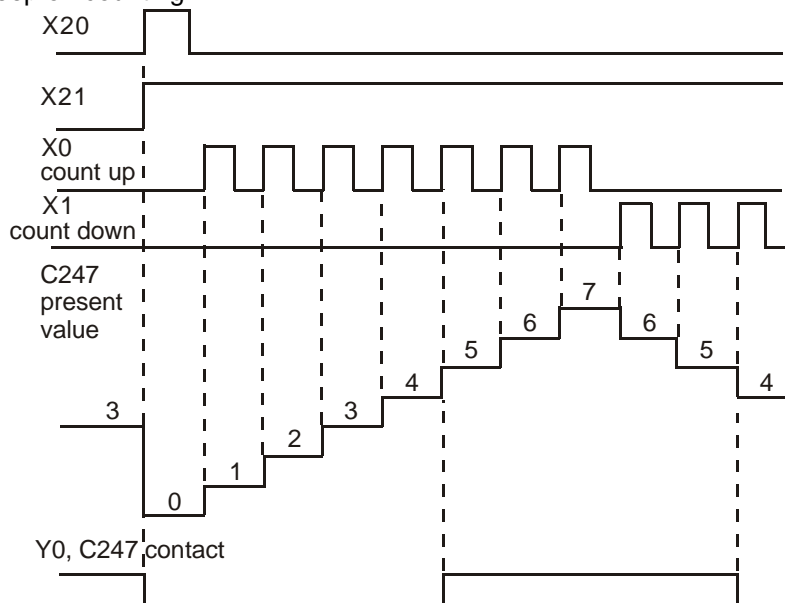 X20
X21
X0
count up
X1
count down
C247
present
value
7
6
6
5
5
4
4
3
3
2
1
0
Y0, C247 contact